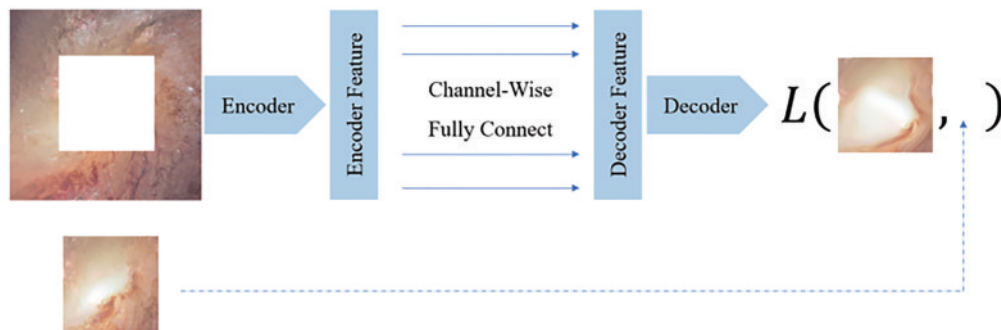 Encoder
Encoder Feature
Channel-Wise
Fully Connect
Decoder Feature
Decoder
L( , )